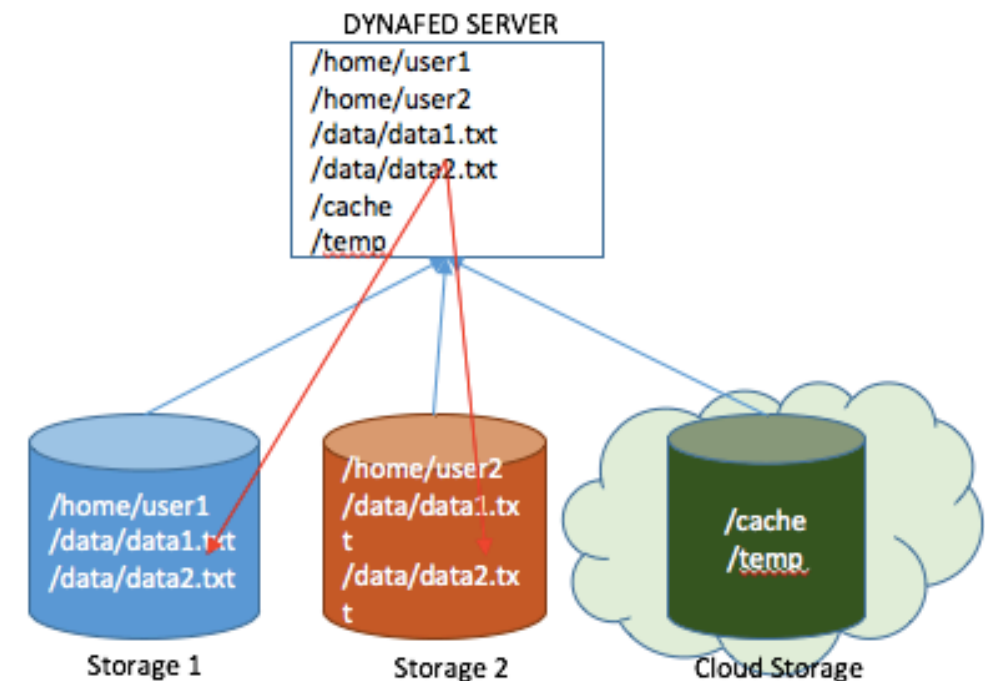 DYNAFED SERVER
/home/user1
/home/user2
/data/data1.txt
/data/data2.txt
/cache
/temp
/home/user1
/data/data1.txt
/data/data2.txt
/home/user2
/data/data1.tx
t
/data/data2.tx
t
/cache
/temp
Storage 1
Storage 2
Cloud Storage